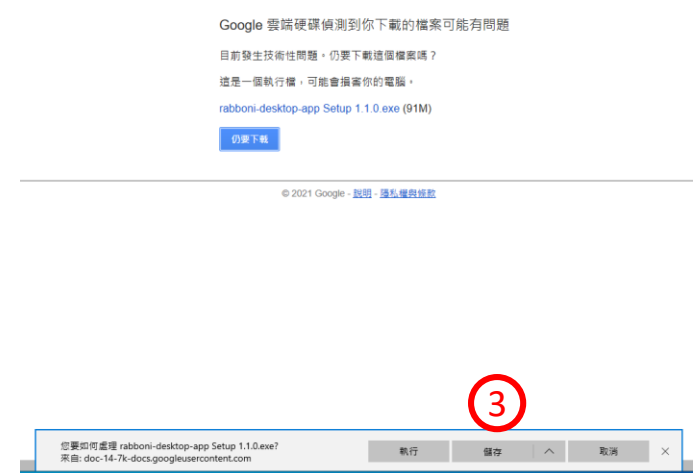 Google 雲端硬碟偵測到你下載的檔案可能有問題
目前發生技術性問題。仍要下載這個檔案嗎？
這是一個執行檔，可能會損害你的電腦。
rabboni-desktop-app Setup 1.1.0.exe (91M)
仍要下載
© 2021 Google - 說明 - 隱私權與條款
3
您要如何處理 rabboni-desktop-app Setup 1.1.0.exe?
來自: doc-14-7k-docs.googleusercontent.com
執行
儲存
取消